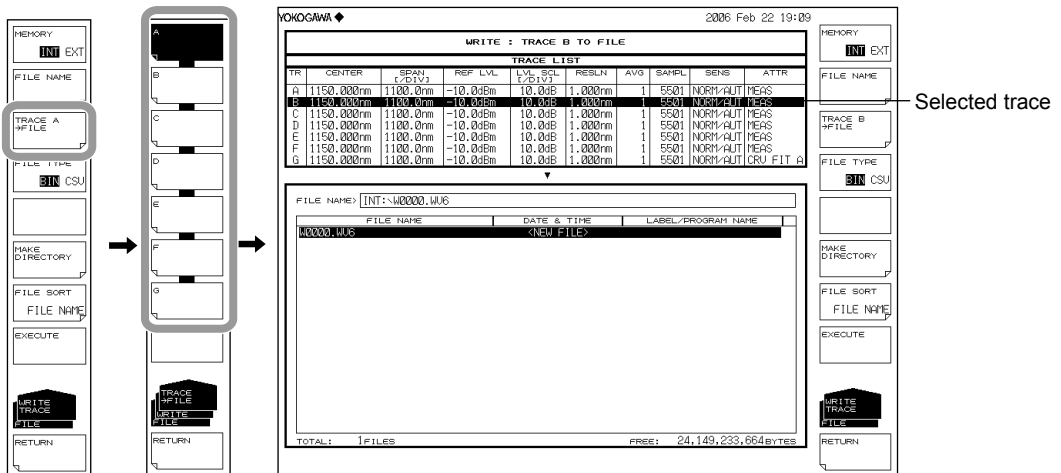 MEMORY
INT EXT
FILE NAME
TRACE A
→FILE
FILE TYPE
BIN CSV
MAKE
DIRECTORY
FILE SORT
FILE NAME
EXECUTE
WRITE
TRACE
FILE
RETURN
A
B
C
D
E
F
G
TRACE
→FILE
WRITE
FILE
RETURN
YOKOGAWA ◆ 2006 Feb 22 19:09
WRITE : TRACE B TO FILE
TRACE LIST
TR CENTER SPAN [/DIV] REF LVL LVL SCL [/DIV] RESLN AVG SAMPL SENS ATTR
A 1150.000nm 1100.0nm -10.0dBm 10.0dB 1.000nm 1 5501 NORM/AUT MEAS
B 1150.000nm 1100.0nm -10.0dBm 10.0dB 1.000nm 1 5501 NORM/AUT MEAS
C 1150.000nm 1100.0nm -10.0dBm 10.0dB 1.000nm 1 5501 NORM/AUT MEAS
D 1150.000nm 1100.0nm -10.0dBm 10.0dB 1.000nm 1 5501 NORM/AUT MEAS
E 1150.000nm 1100.0nm -10.0dBm 10.0dB 1.000nm 1 5501 NORM/AUT MEAS
F 1150.000nm 1100.0nm -10.0dBm 10.0dB 1.000nm 1 5501 NORM/AUT MEAS
G 1150.000nm 1100.0nm -10.0dBm 10.0dB 1.000nm 1 5501 NORM/AUT CRV FIT A
FILE NAME> INT:\W0000.WV6
FILE NAME DATE & TIME LABEL/PROGRAM NAME
W0000.WV6 <NEW FILE>
TOTAL: 1FILES FREE: 24,149,233,664BYTES
MEMORY
INT EXT
FILE NAME
TRACE B
→FILE
FILE TYPE
BIN CSV
MAKE
DIRECTORY
FILE SORT
FILE NAME
EXECUTE
WRITE
TRACE
FILE
RETURN
Selected trace